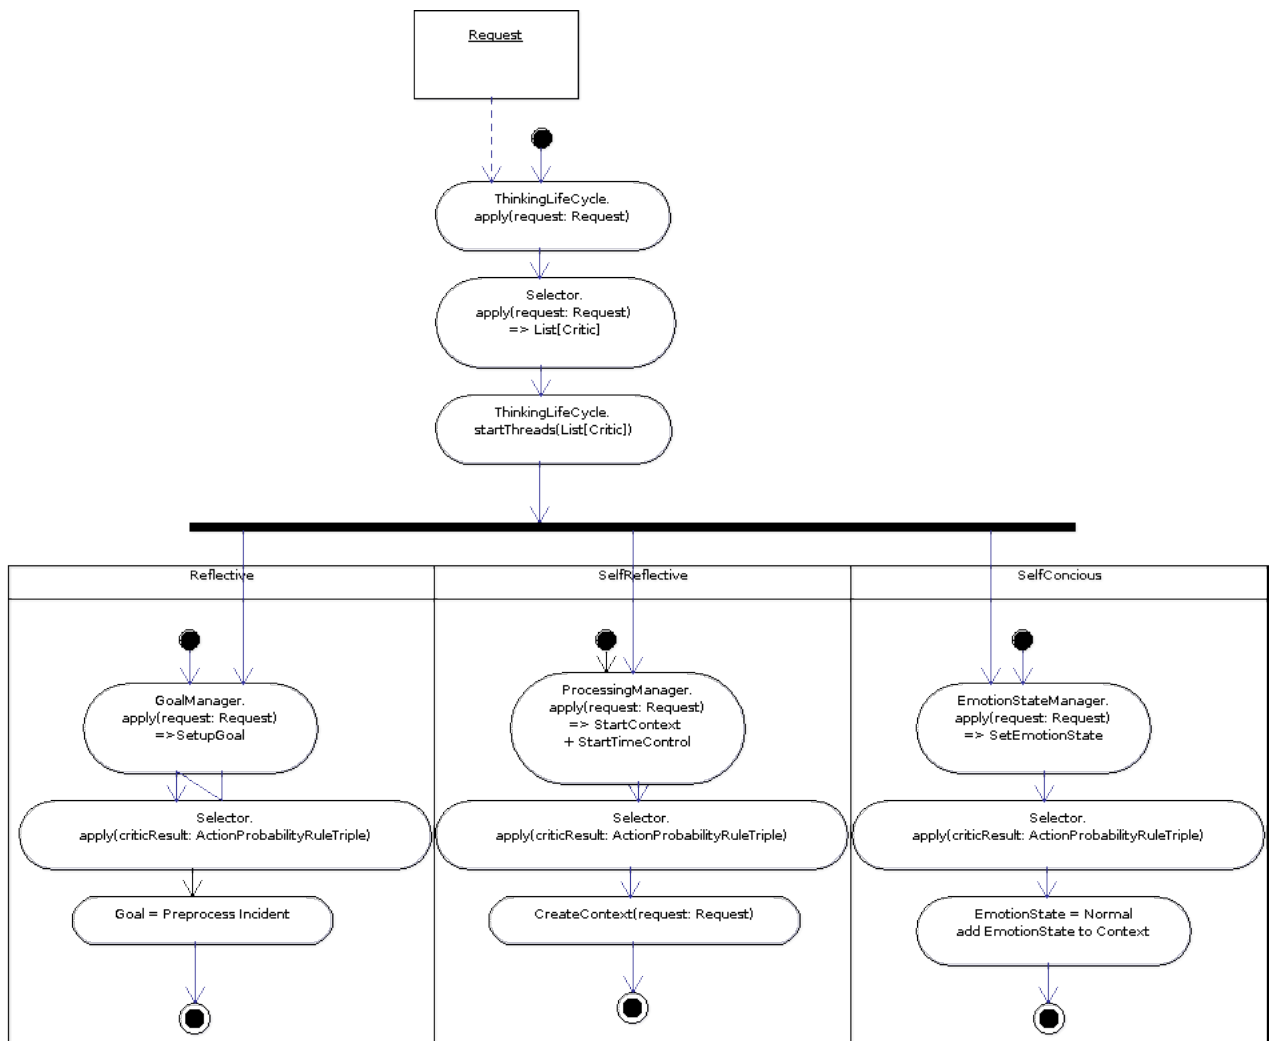 Request
ThinkingLifeCycle.
apply(request: Request)
Selector.
apply(request: Request)
=> List[Critic]
ThinkingLifeCycle.
startThreads(List[Critic])
Reflective
SelfReflective
SelfConcious
GoalManager.
apply(request: Request)
=>SetupGoal
ProcessingManager.
apply(request: Request)
=> StartContext
+ StartTimeControl
EmotionStateManager.
apply(request: Request)
=> SetEmotionState
Selector.
apply(criticResult: ActionProbabilityRuleTriple)
Selector.
apply(criticResult: ActionProbabilityRuleTriple)
Selector.
apply(criticResult: ActionProbabilityRuleTriple)
Goal = Preprocess Incident
CreateContext(request: Request)
EmotionState = Normal
add EmotionState to Context